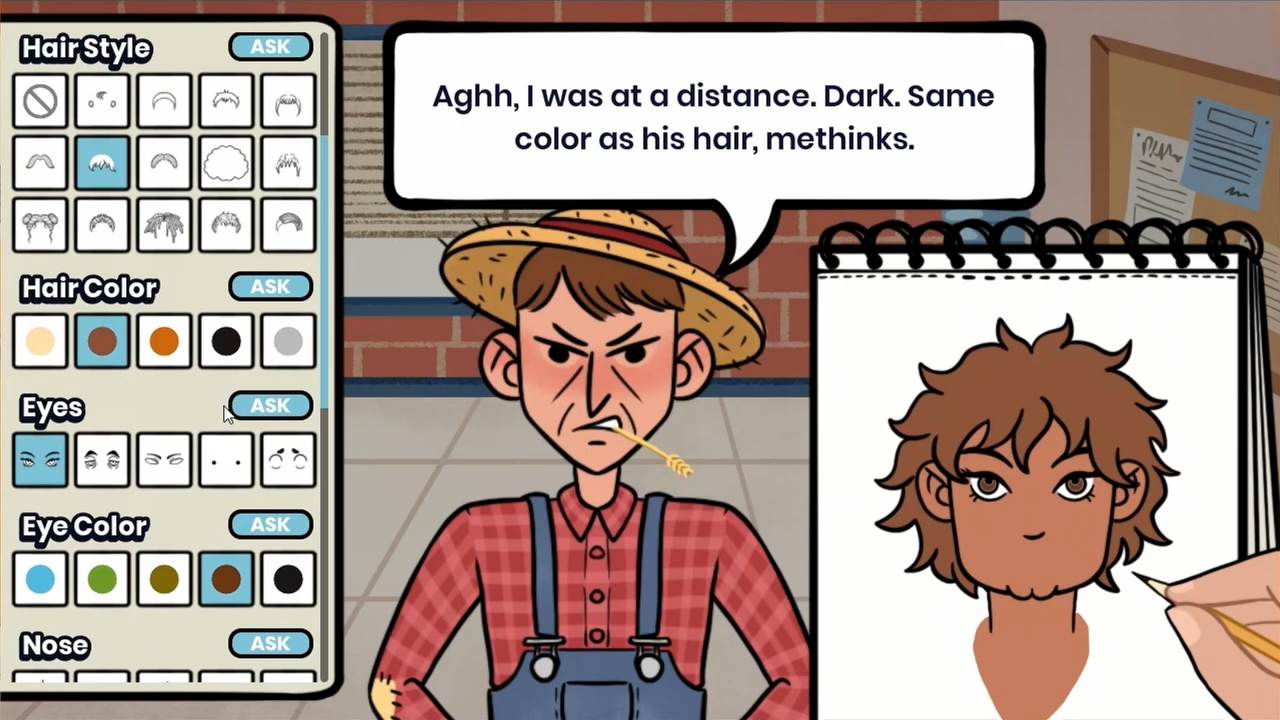 Hair Style
ASK
Aghh, I was at a distance. Dark. Same
color as his hair, methinks.
Hair Color
ASK
Eyes
ASK
Eye Color
ASK
Nose
ASK